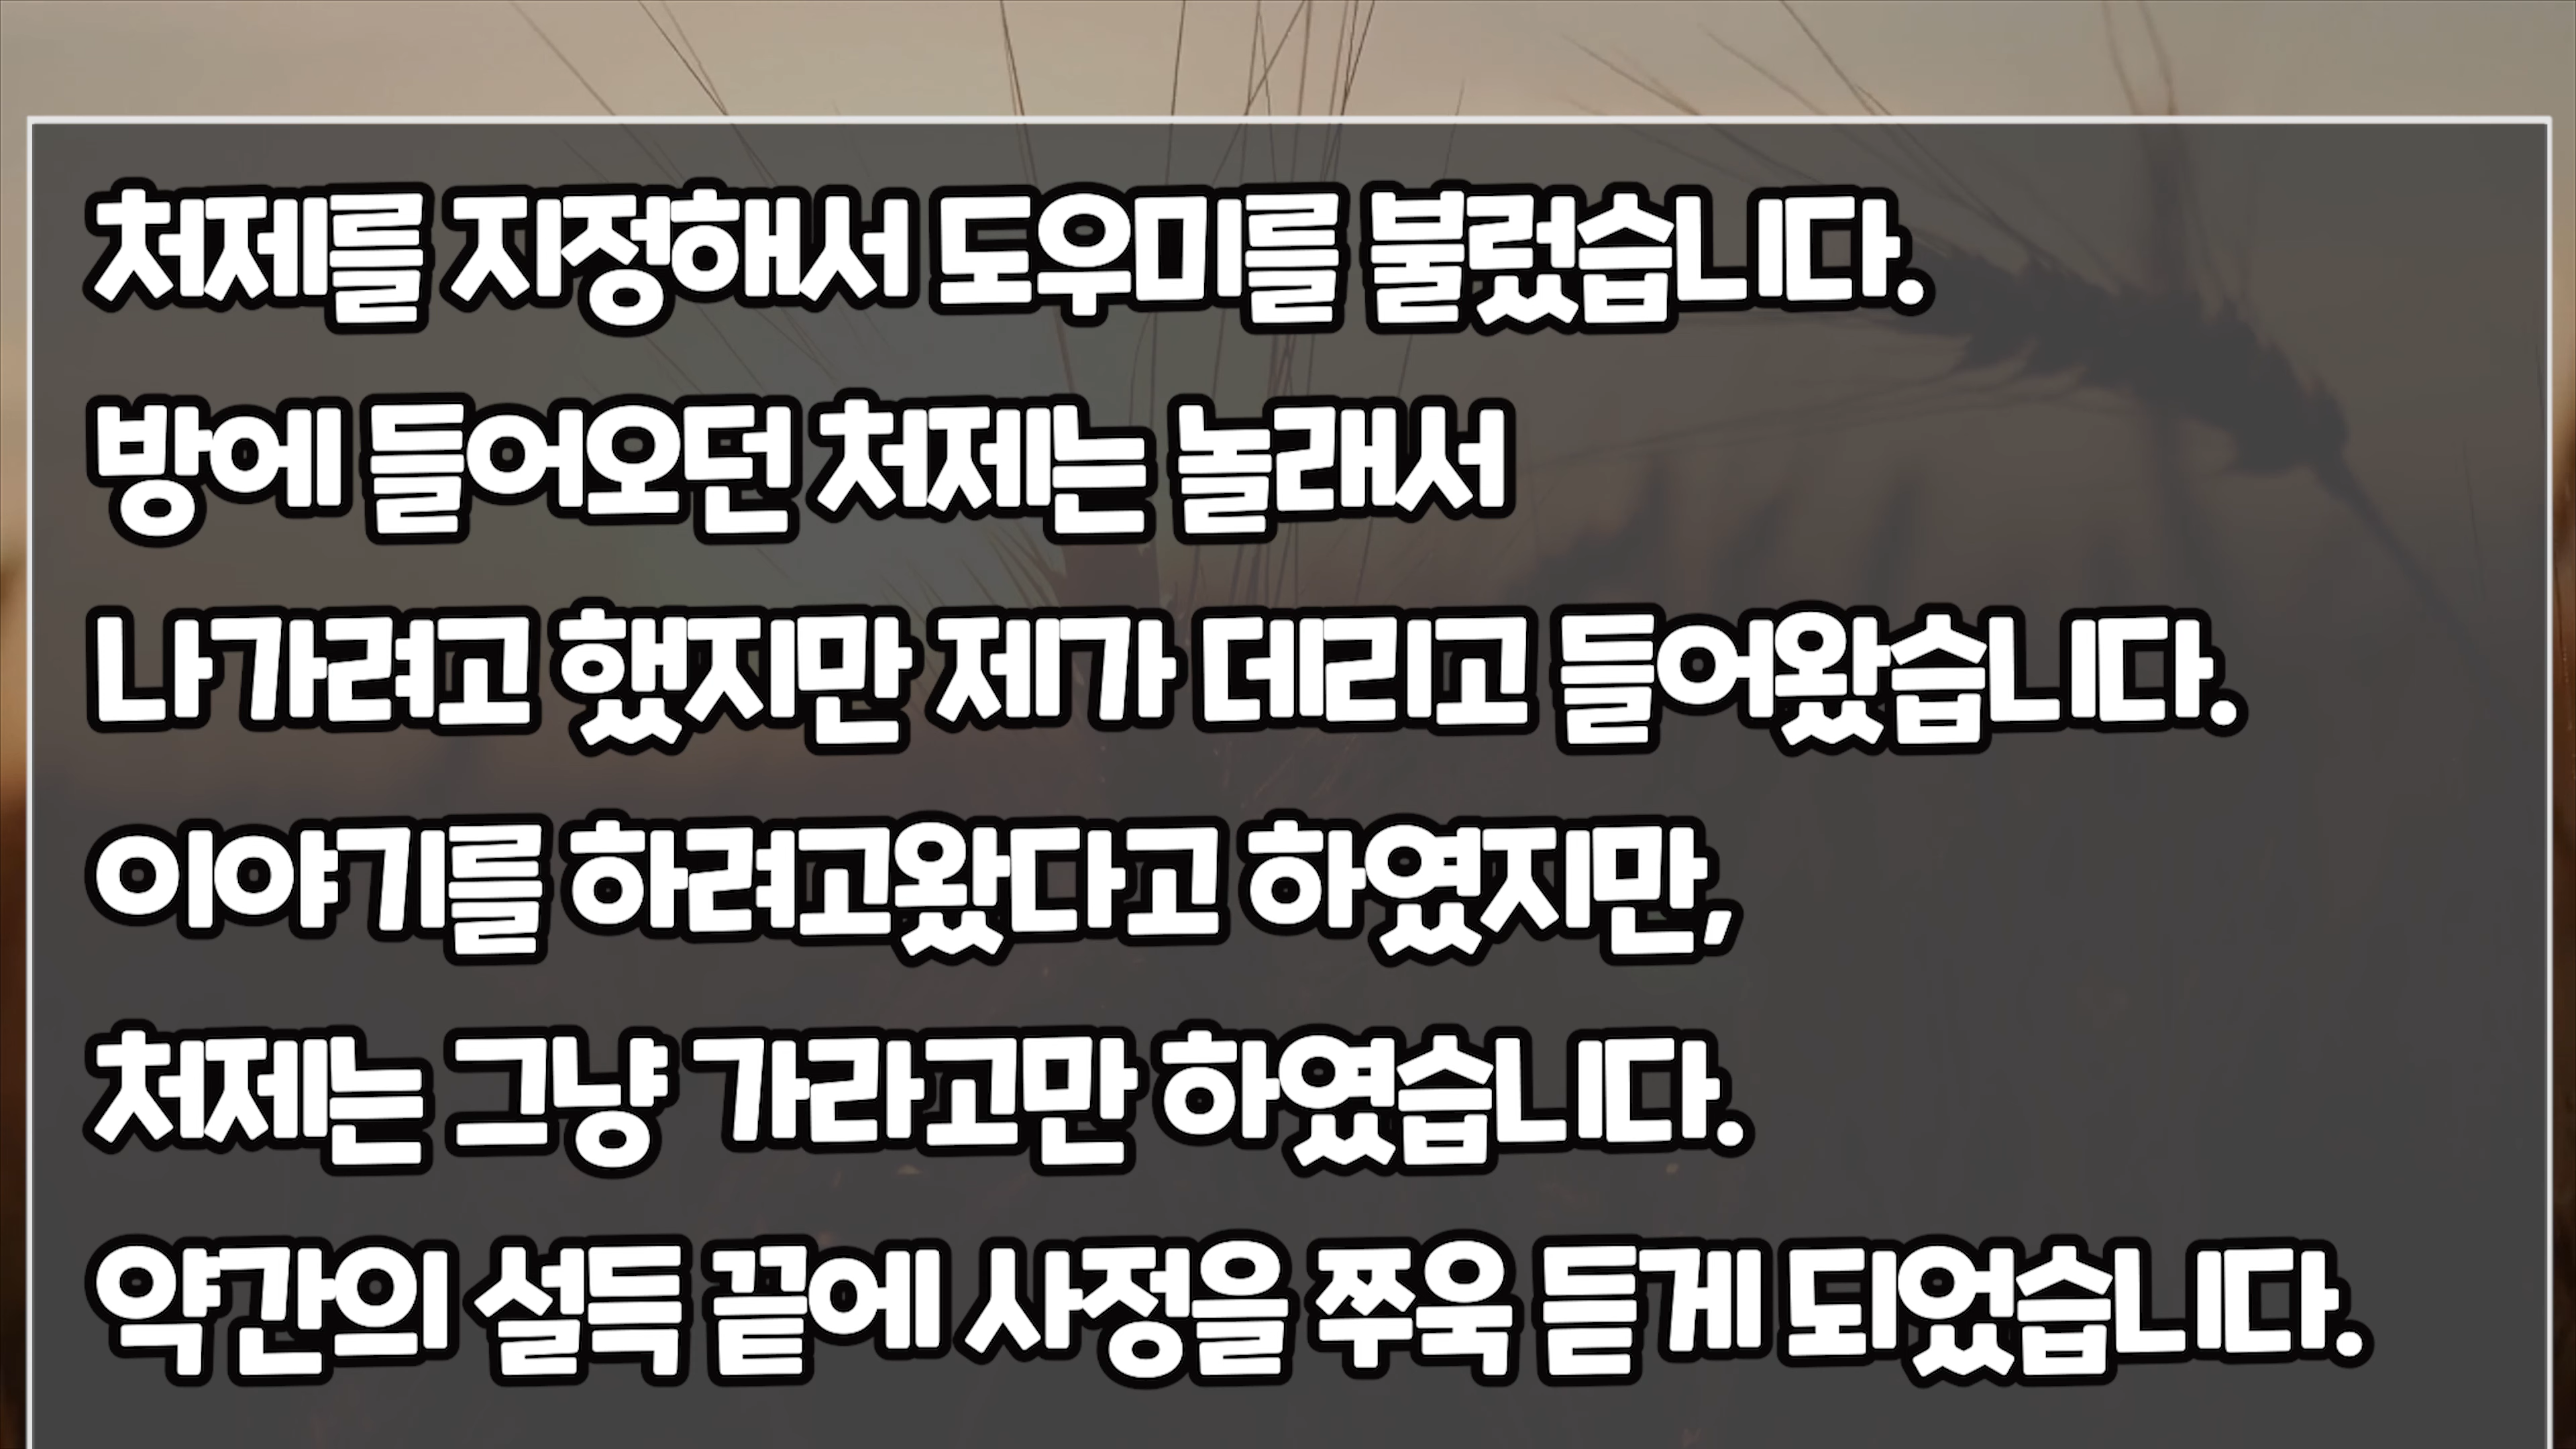 처제를 지정해서 도우미를 불렀습니다.
방에 들어오던 처제는 놀래서
나가려고 했지만 제가 데리고 들어왔습니다.
이야기를 하려고왔다고 하였지만,
처제는 그냥 가라고만 하였습니다.
약간의 설득 끝에 사정을 쭈욱 듣게 되었습니다.